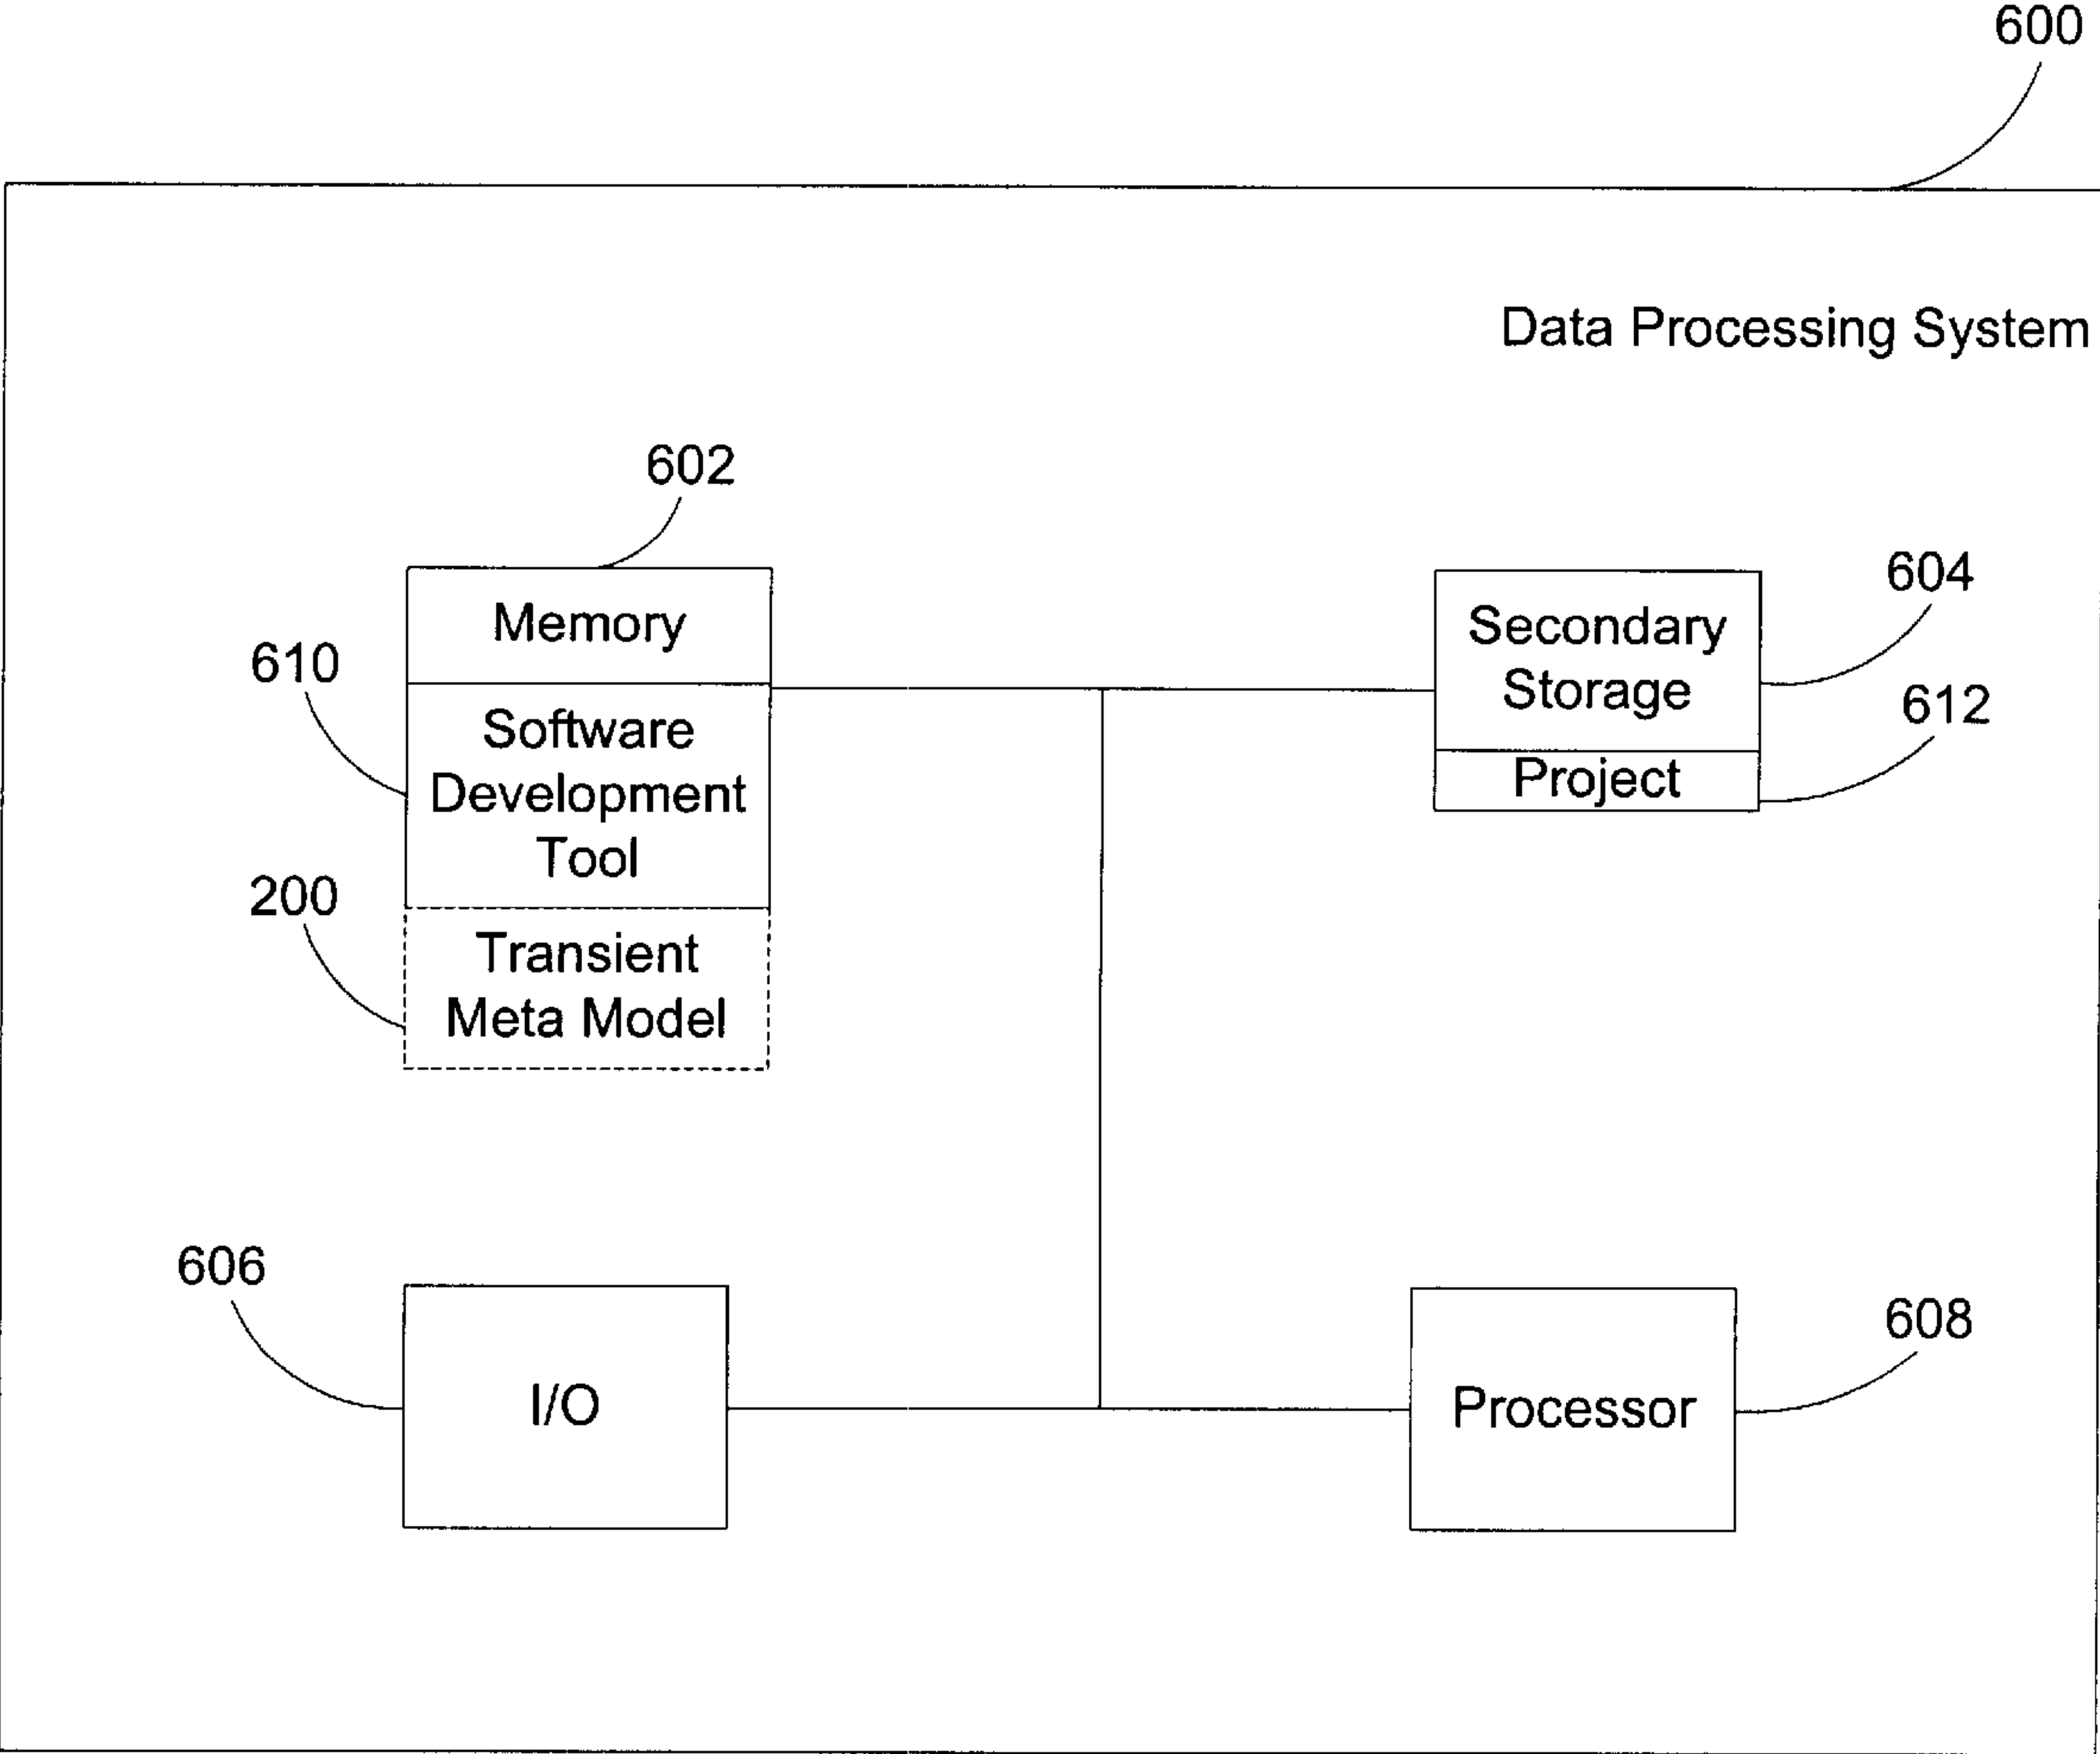 600
Data Processing System
602
Memory
610
Software
Development
Tool
200
Transient
Meta Model
604
Secondary
Storage
612
Project
606
I/O
608
Processor